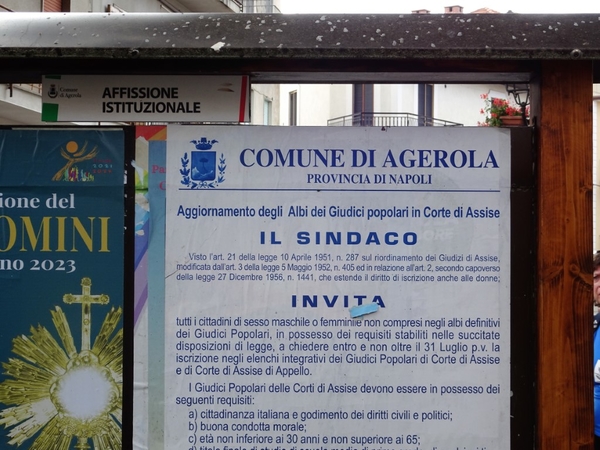 Comune
di Agerola
AFFISSIONE
ISTITUZIONALE
ione del
OMINI
no 2023
COMUNE DI AGEROLA
PROVINCIA DI NAPOLI
Aggiornamento degli Albi dei Giudici popolari in Corte di Assise
IL SINDACO
Visto l'art. 21 della legge 10 Aprile 1951, n. 287 sul riordinamento dei Giudizi di Assise,
modificata dall'art. 3 della legge 5 Maggio 1952, n. 405 ed in relazione all'art. 2, secondo capoverso
della legge 27 Dicembre 1956, n. 1441, che estende il diritto di iscrizione anche alle donne;
INVITA
tutti i cittadini di sesso maschile o femminile non compresi negli albi definitivi
dei Giudici Popolari, in possesso dei requisiti stabiliti nelle succitate
disposizioni di legge, a chiedere entro e non oltre il 31 Luglio p.v. la
iscrizione negli elenchi integrativi dei Giudici Popolari di Corte di Assise
e di Corte di Assise di Appello.
I Giudici Popolari delle Corti di Assise devono essere in possesso dei
seguenti requisiti:
a) cittadinanza italiana e godimento dei diritti civili e politici;
b) buona condotta morale;
c) età non inferiore ai 30 anni e non superiore ai 65;